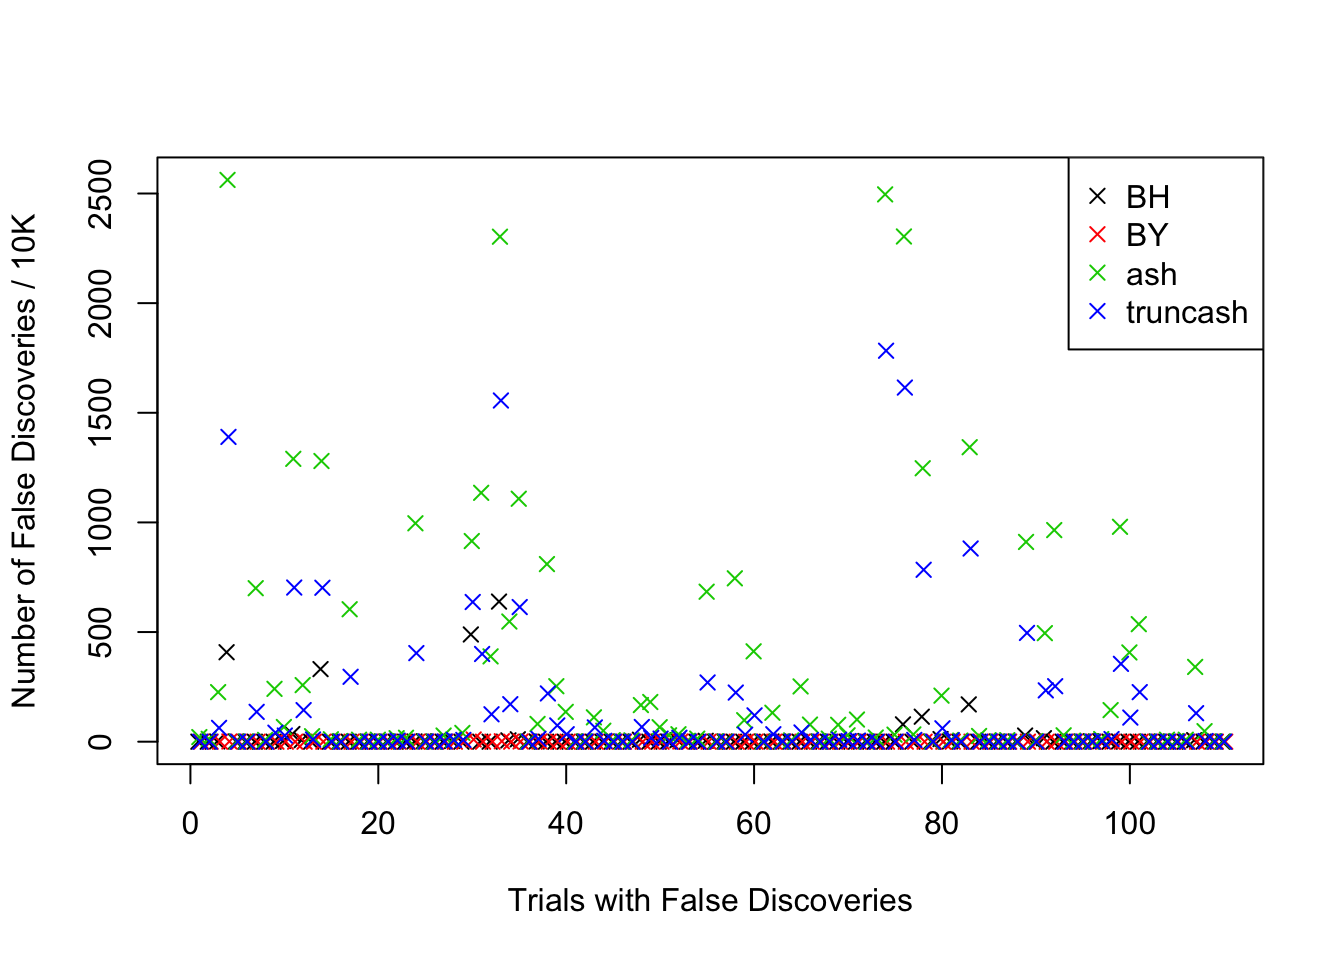 BH
BY
ash
truncash
Number of False Discoveries / 10K
2500
2000
1500
1000
500
0
0 20 40 60 80 100
Trials with False Discoveries